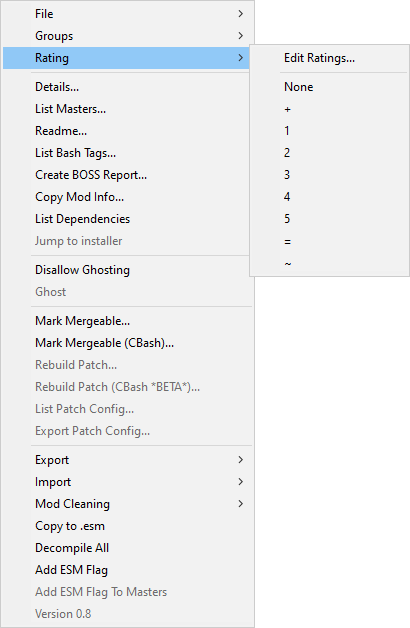 File
Groups
Rating
Details...
List Masters...
Readme...
List Bash Tags...
Create BOSS Report...
Copy Mod Info...
List Dependencies
Jump to installer
Disallow Ghosting
Ghost
Mark Mergeable...
Mark Mergeable (CBash)...
Rebuild Patch...
Rebuild Patch (CBash *BETA*)...
List Patch Config...
Export Patch Config...
Export
Import
Mod Cleaning
Copy to .esm
Decompile All
Add ESM Flag
Add ESM Flag To Masters
Version 0.8
Edit Ratings...
None
+
1
2
3
4
5
=
~